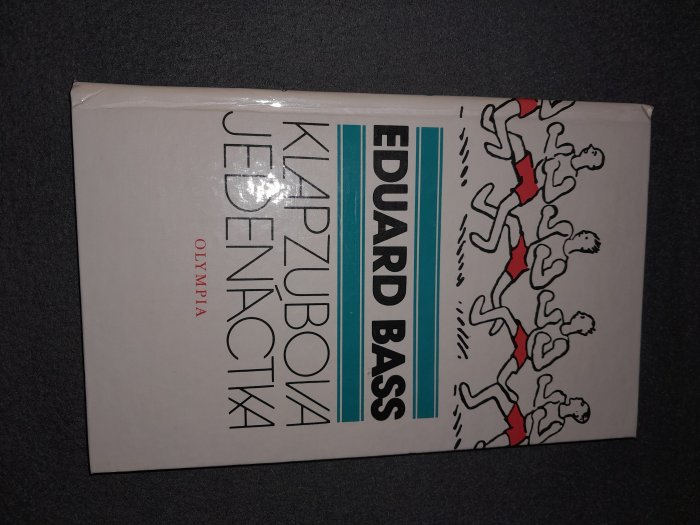 EDUARD BASS
KLAPZUBOVA
JEDENÁCTKA
OLYMPIA